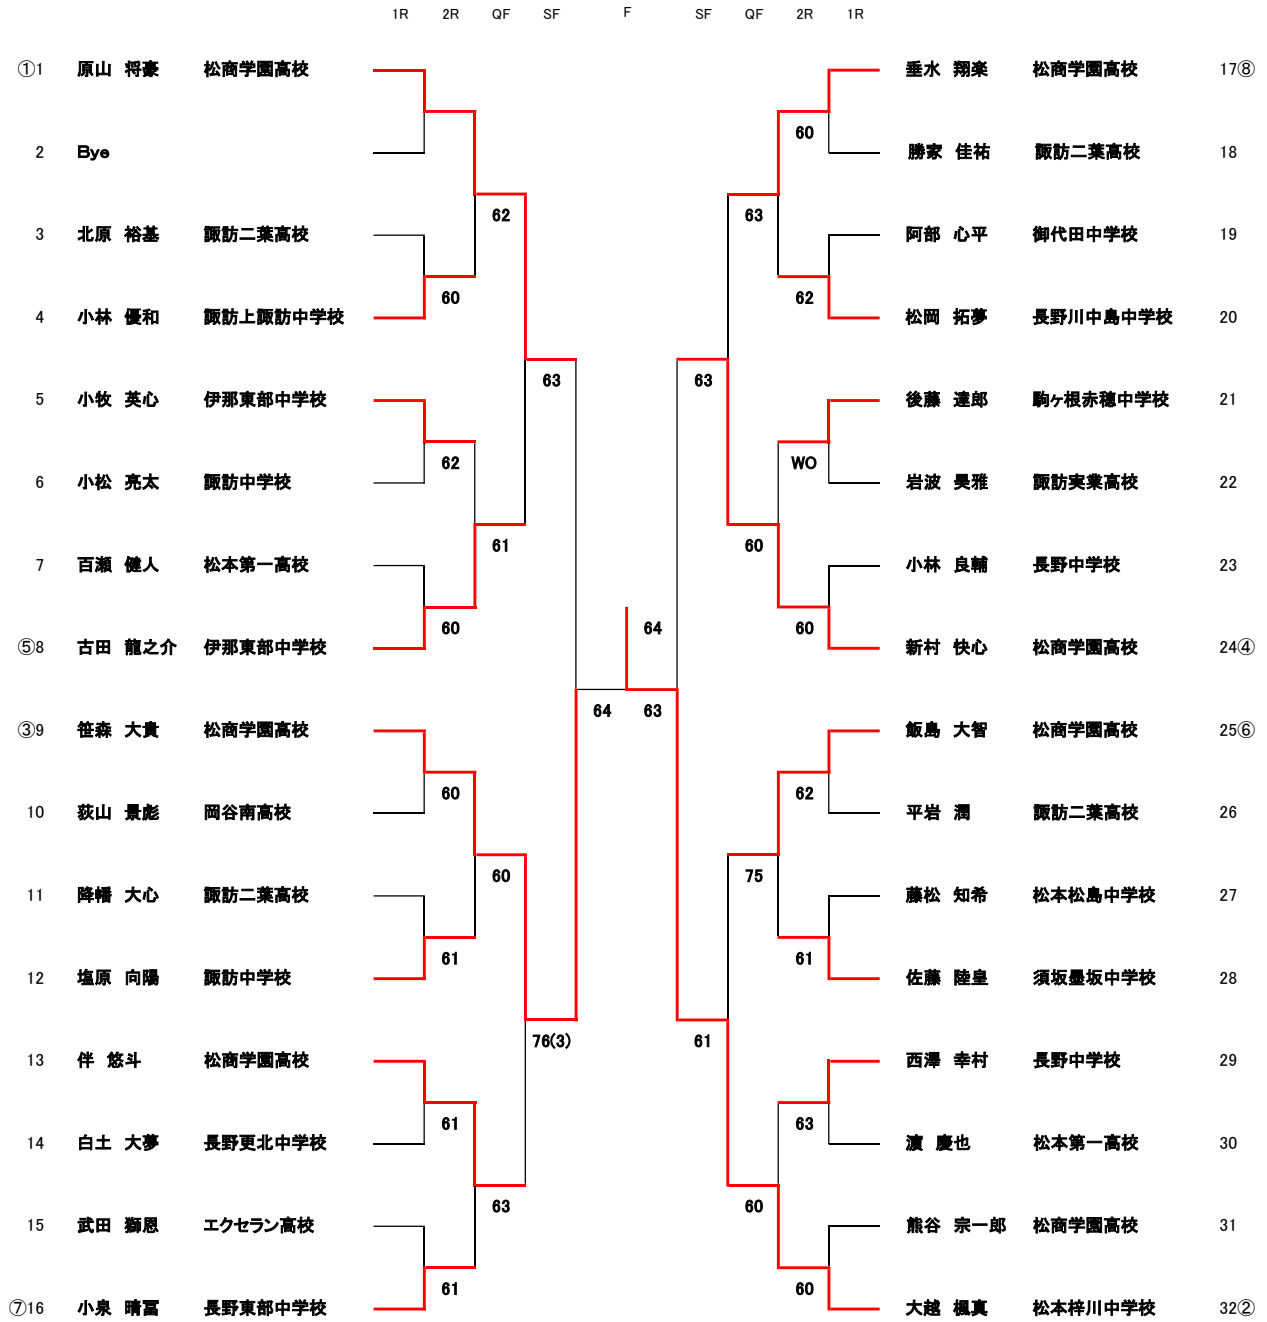 1R 2R QF SF F SF QF 2R 1R
①1 原山 将豪 松商学園高校 垂水 翔楽 松商学園高校 17⑧
60
2 Bye 勝家 佳祐 諏訪二葉高校 18
62 63
3 北原 裕基 諏訪二葉高校 阿部 心平 御代田中学校 19
60 62
4 小林 優和 諏訪上諏訪中学校 松岡 拓夢 長野川中島中学校 20
63 63
5 小牧 英心 伊那東部中学校 後藤 達郎 駒ヶ根赤穂中学校 21
62 WO
6 小松 亮太 諏訪中学校 岩波 昊雅 諏訪実業高校 22
61 60
7 百瀬 健人 松本第一高校 小林 良輔 長野中学校 23
60 64 60
⑤8 古田 龍之介 伊那東部中学校 新村 快心 松商学園高校 24④
64 63
③9 笹森 大貴 松商学園高校 飯島 大智 松商学園高校 25⑥
60 62
10 荻山 景彪 岡谷南高校 平岩 潤 諏訪二葉高校 26
60 75
11 降幡 大心 諏訪二葉高校 藤松 知希 松本松島中学校 27
61 61
12 塩原 向陽 諏訪中学校 佐藤 陸皇 須坂墨坂中学校 28
76(3) 61
13 伴 悠斗 松商学園高校 西澤 幸村 長野中学校 29
61 63
14 白土 大夢 長野更北中学校 濵 慶也 松本第一高校 30
63 60
15 武田 獅恩 エクセラン高校 熊谷 宗一郎 松商学園高校 31
61 60
⑦16 小泉 晴冨 長野東部中学校 大越 楓真 松本梓川中学校 32②